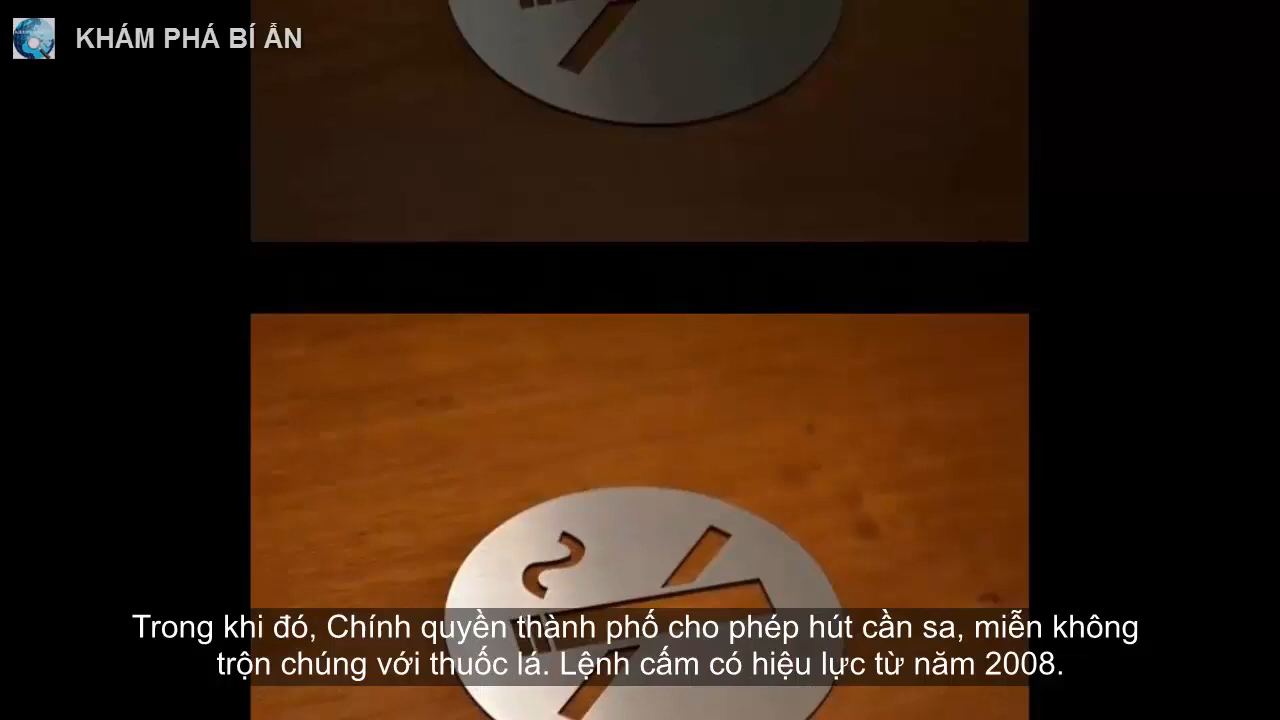 KHÁM PHÁ BÍ ẨN
Trong khi đó, Chính quyền thành phố cho phép hút cần sa, miễn không
trộn chúng với thuốc lá. Lệnh cấm có hiệu lực từ năm 2008.